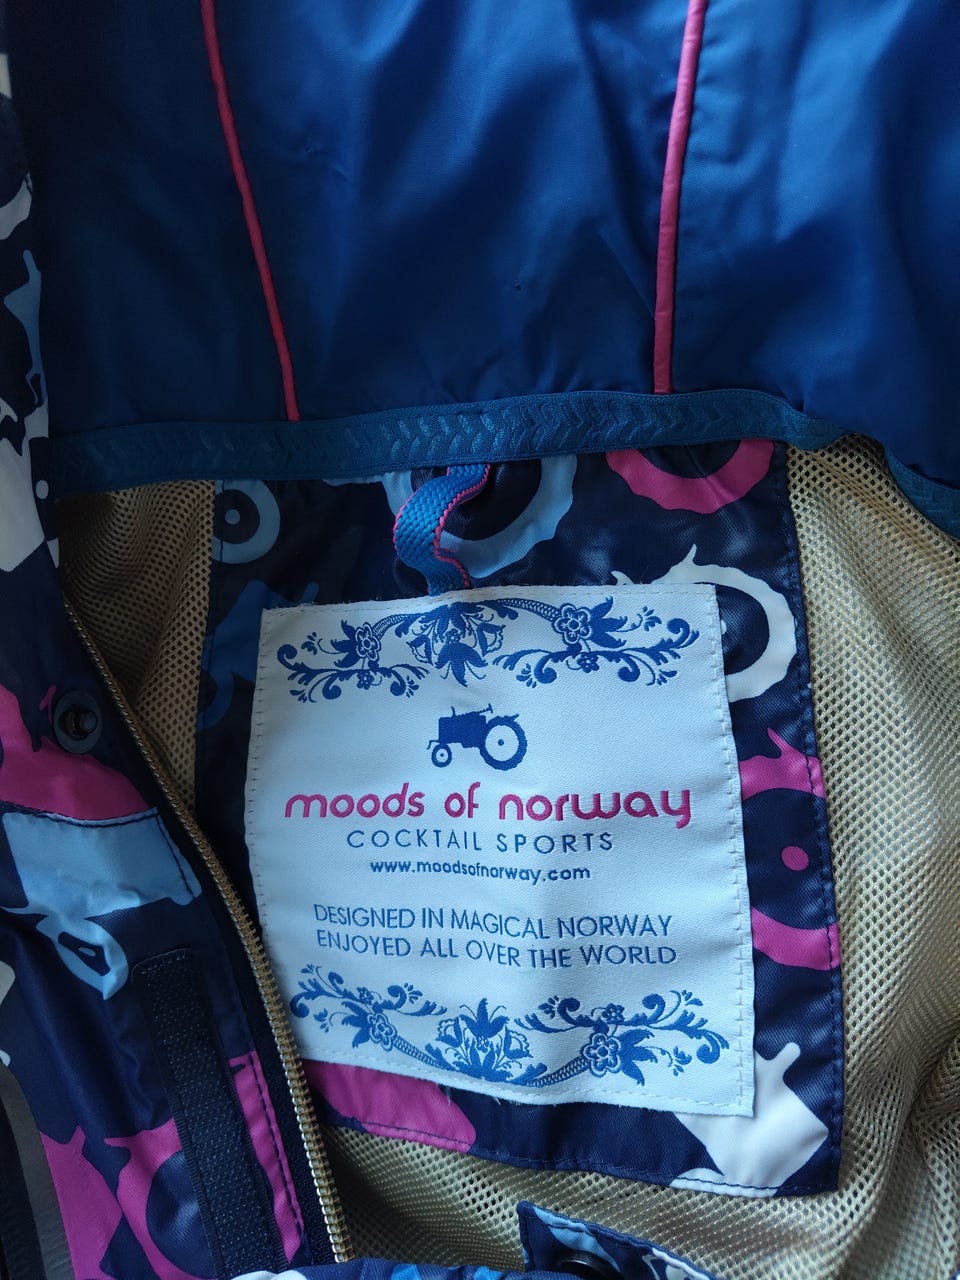 moods of norway
COCKTAIL SPORTS
www.moodsofnorway.com
DESIGNED IN MAGICAL NORWAY
ENJOYED ALL OVER THE WORLD